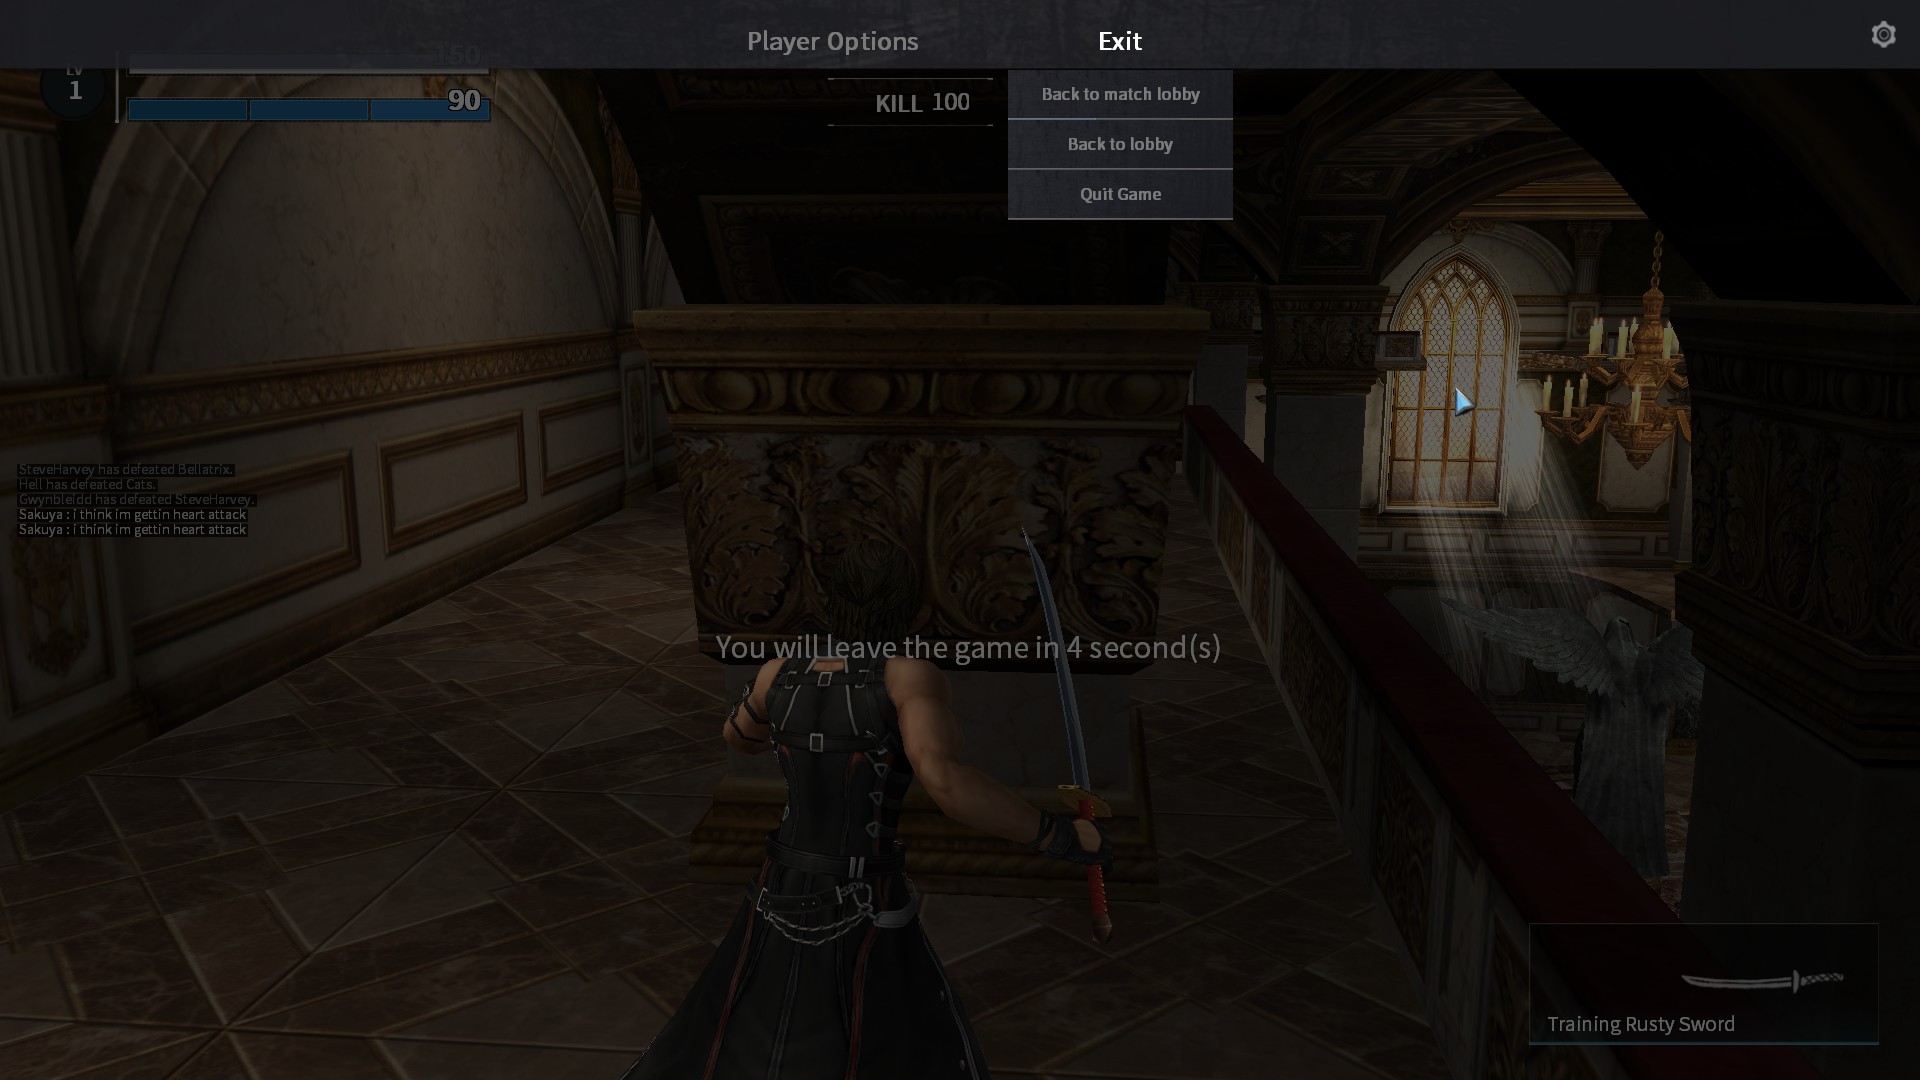 Player Options
Exit
150
LV
1
90
KILL 100
Back to match lobby
Back to lobby
Quit Game
SteveHarvey has defeated Bellatrix.
Hell has defeated Cats.
Gwynbleidd has defeated SteveHarvey.
Sakuya : i think im gettin heart attack
Sakuya : i think im gettin heart attack
You will leave the game in 4 second(s)
Training Rusty Sword